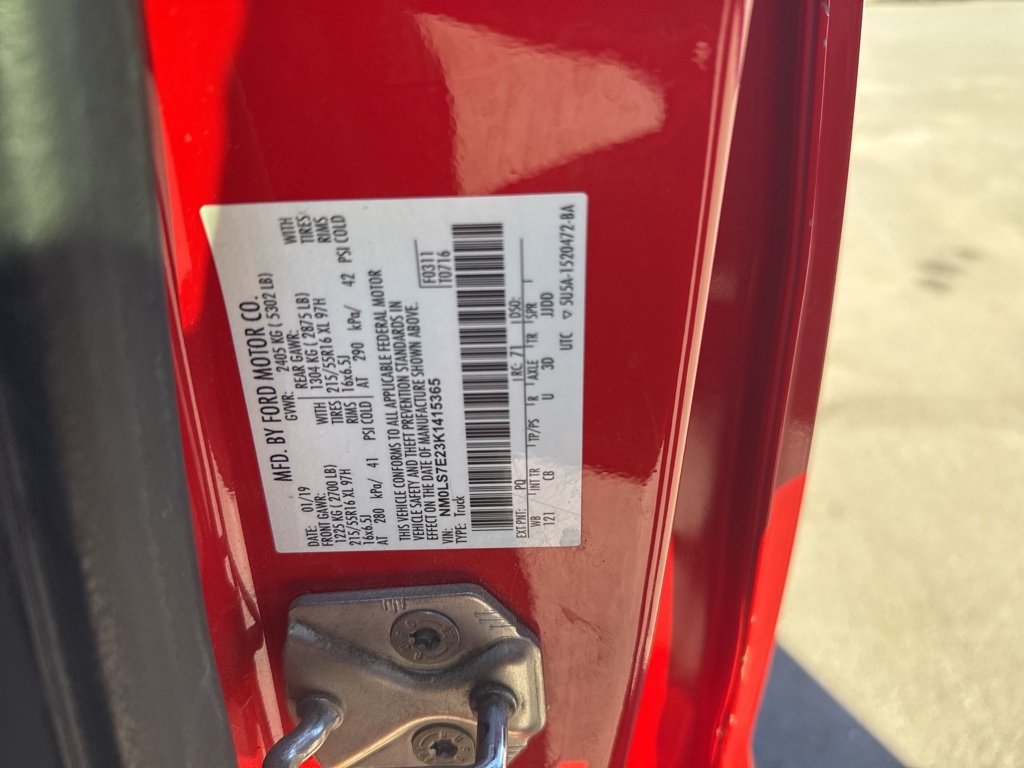 MFD. BY FORD MOTOR CO.
DATE: 01/19 GVWR: 2405 KG ( 5302 LB)
FRONT GAWR: REAR GAWR: WITH
1225 KG ( 2700 LB) WITH 1304 KG ( 2875 LB) TIRES
215/55R16 XL 97H TIRES 215/55R16 XL 97H RIMS
16x6.5J RIMS 16x6.5J
AT 280 kPa/ 41 PSI COLD AT 290 kPa/ 42 PSI COLD
THIS VEHICLE CONFORMS TO ALL APPLICABLE FEDERAL MOTOR
VEHICLE SAFETY AND THEFT PREVENTION STANDARDS IN
EFFECT ON THE DATE OF MANUFACTURE SHOWN ABOVE.
VIN: NM0LS7E23K1415365 F0311
TYPE: Truck T0716
EXT PNT: PQ RC: 71 DSO:
WB INT TR TP/PS R AXLE TR SPR
121 CB U 3D JJDD
UTC ▽ 5U5A-1520472-BA